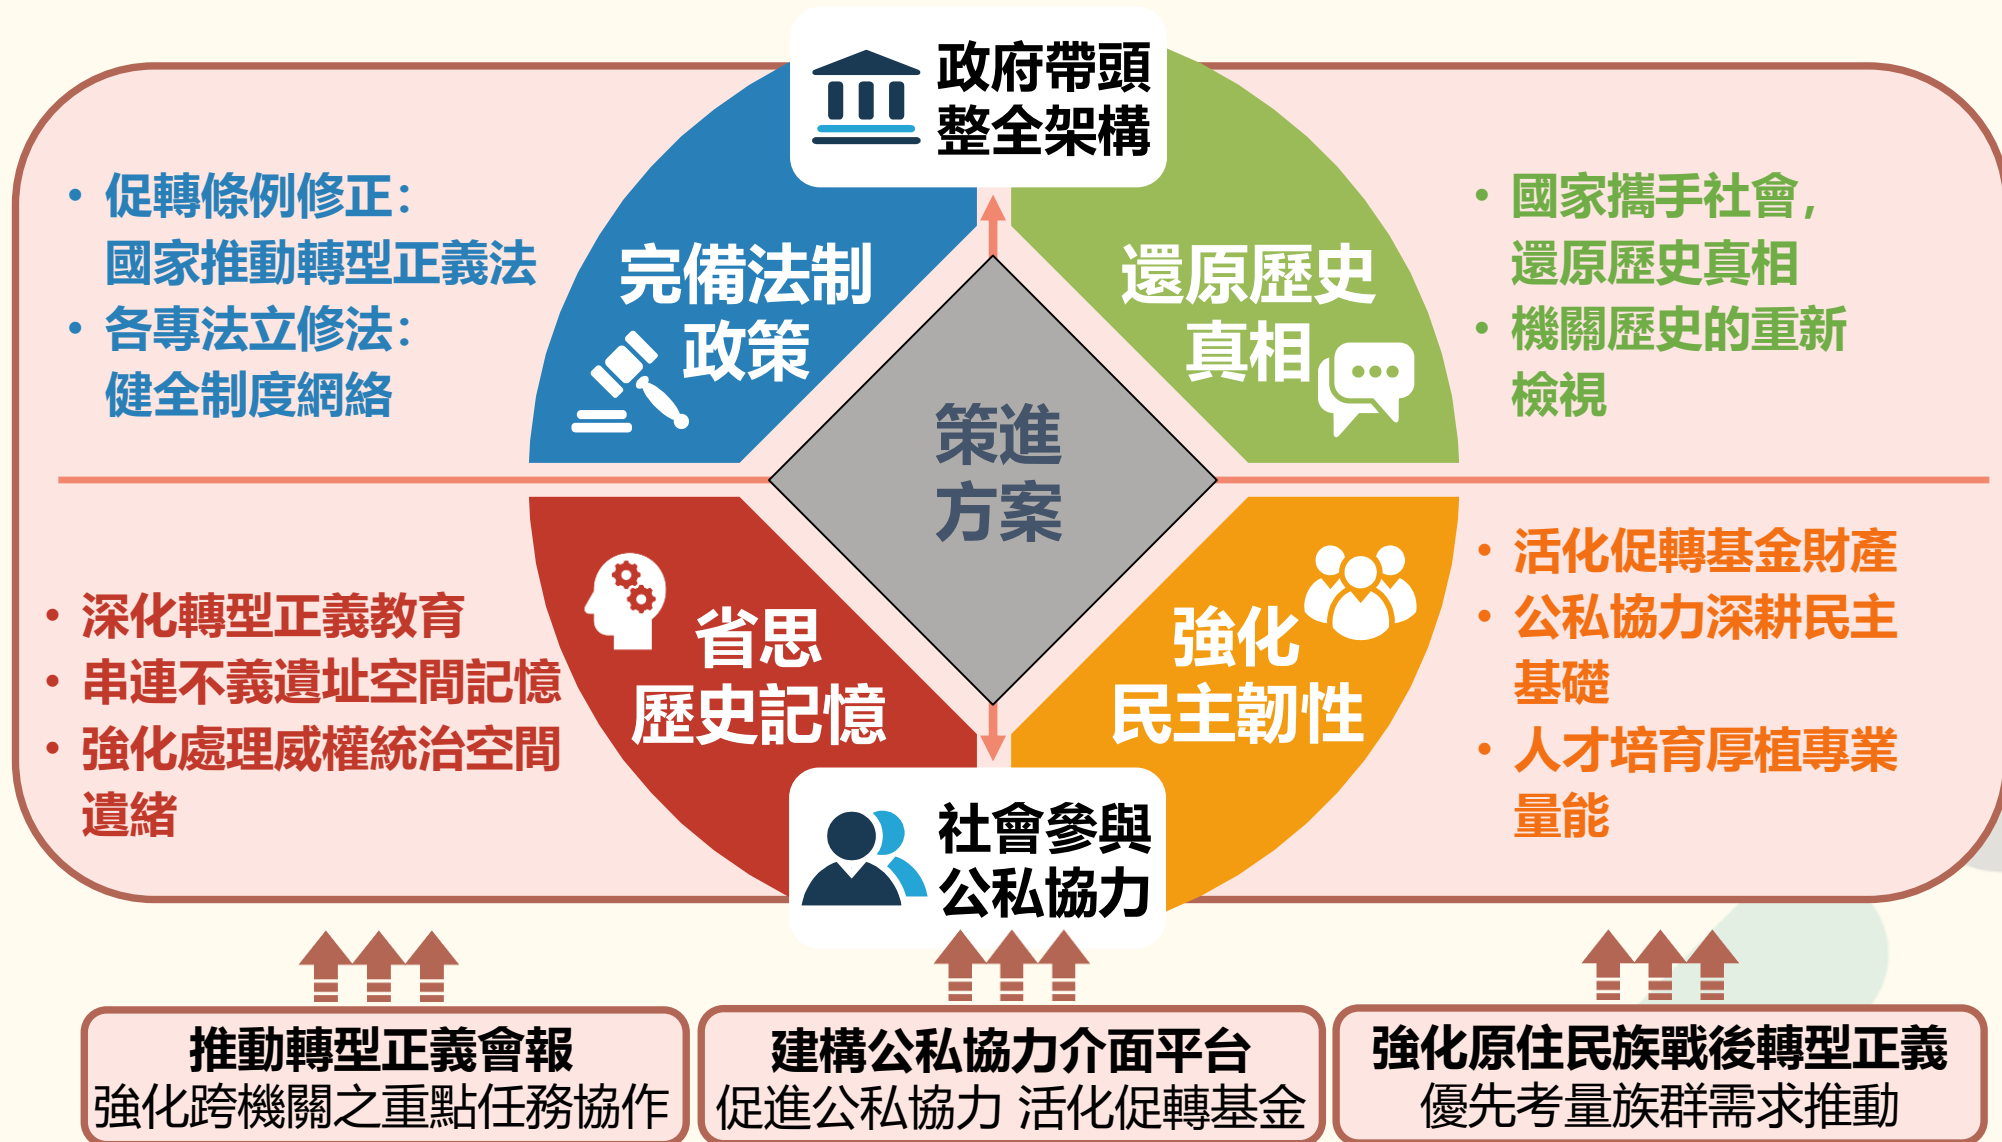 政府帶頭
整全架構
• 促轉條例修正：
國家推動轉型正義法
• 各專法立修法：
健全制度網絡
完備法制
政策
還原歷史
真相
• 國家攜手社會，
還原歷史真相
• 機關歷史的重新
檢視
策進
方案
• 深化轉型正義教育
• 串連不義遺址空間記憶
• 強化處理威權統治空間
遺緒
省思
歷史記憶
強化
民主韌性
• 活化促轉基金財產
• 公私協力深耕民主
基礎
• 人才培育厚植專業
量能
社會參與
公私協力
推動轉型正義會報
強化跨機關之重點任務協作
建構公私協力介面平台
促進公私協力 活化促轉基金
強化原住民族戰後轉型正義
優先考量族群需求推動